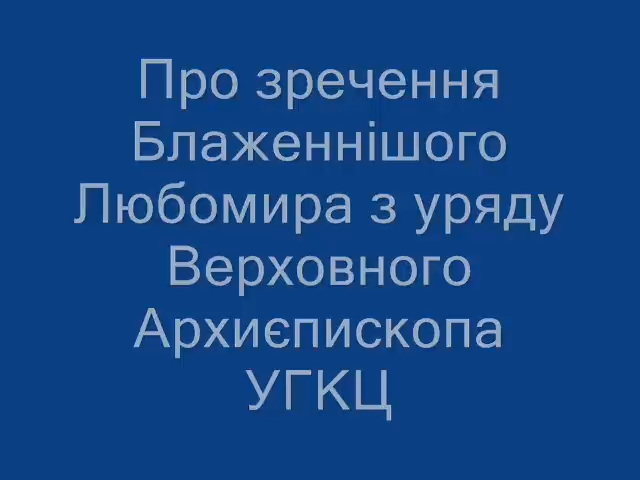 Про зречення
Блаженнішого
Любомира з уряду
Верховного
Архиєпископа
УГКЦ